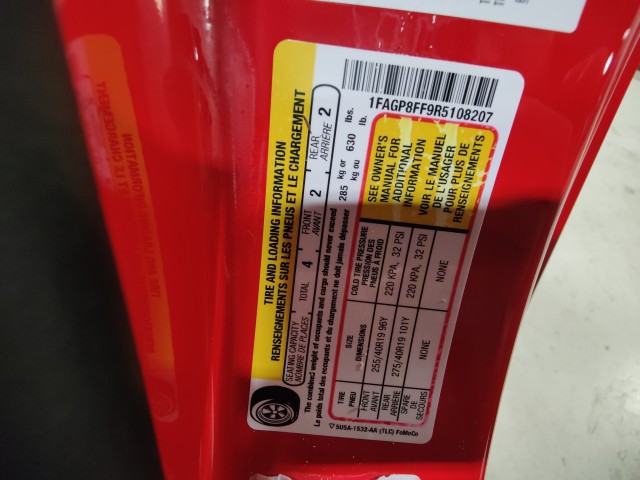 TIRE AND LOADING INFORMATION
RENSEIGNEMENTS SUR LES PNEUS ET LE CHARGEMENT
SEATING CAPACITY
NOMBRE DE PLACES
TOTAL 4
FRONT
AVANT 2
REAR
ARRIÈRE 2
The combined weight of occupants and cargo should never exceed 285 kg or 630 lbs.
Le poids total des occupants et du chargement ne doit jamais dépasser 285 kg ou 630 lb.
TIRE SIZE COLD TIRE PRESSURE
PNEU DIMENSIONS PRESSION DES PNEUS À FROID
FRONT
AVANT 255/40R19 96Y 220 KPA, 32 PSI
REAR
ARRIÈRE 275/40R19 101Y 220 KPA, 32 PSI
SPARE
DE SECOURS NONE NONE
SEE OWNER'S
MANUAL FOR
ADDITIONAL
INFORMATION
VOIR LE MANUEL
DE L'USAGER
POUR PLUS DE
RENSEIGNEMENTS
1FAGP8FF9R5108207
5U5A-1532-AA (TLC) FoMoCo